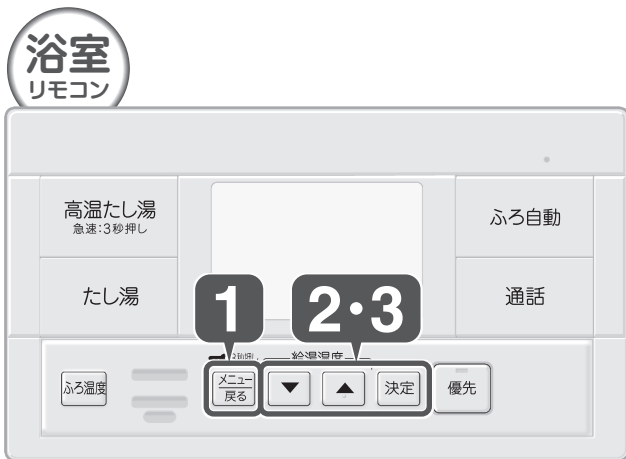 浴室
リモコン
高温たし湯
急速:3秒押し
ふろ自動
たし湯
通話
1
2・3
給湯温度
ふろ温度
メニュー
戻る
▼
▲
決定
優先